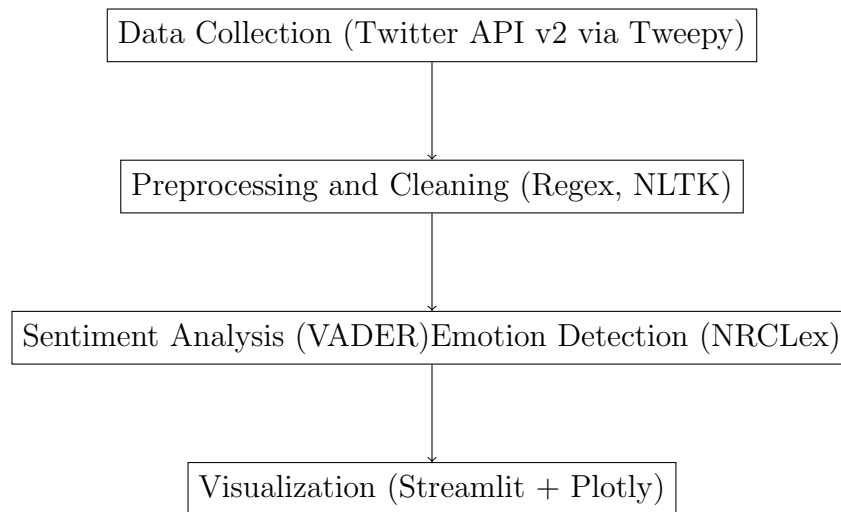 Data Collection (Twitter API v2 via Tweepy)
Preprocessing and Cleaning (Regex, NLTK)
Sentiment Analysis (VADER)Emotion Detection (NRCLex)
Visualization (Streamlit + Plotly)